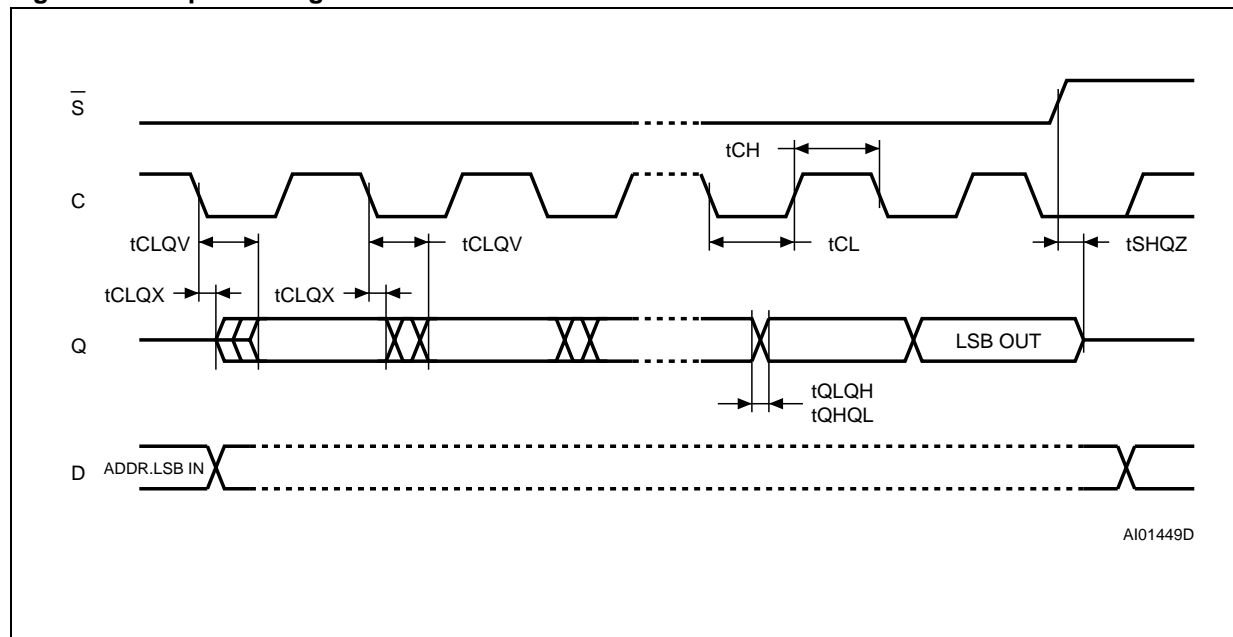 S
tCH
C
tCLQV
tCLQV
tCL
tSHQZ
tCLQX
tCLQX
Q
LSB OUT
tQLQH
tQHQL
D
ADDR.LSB IN
AI01449D